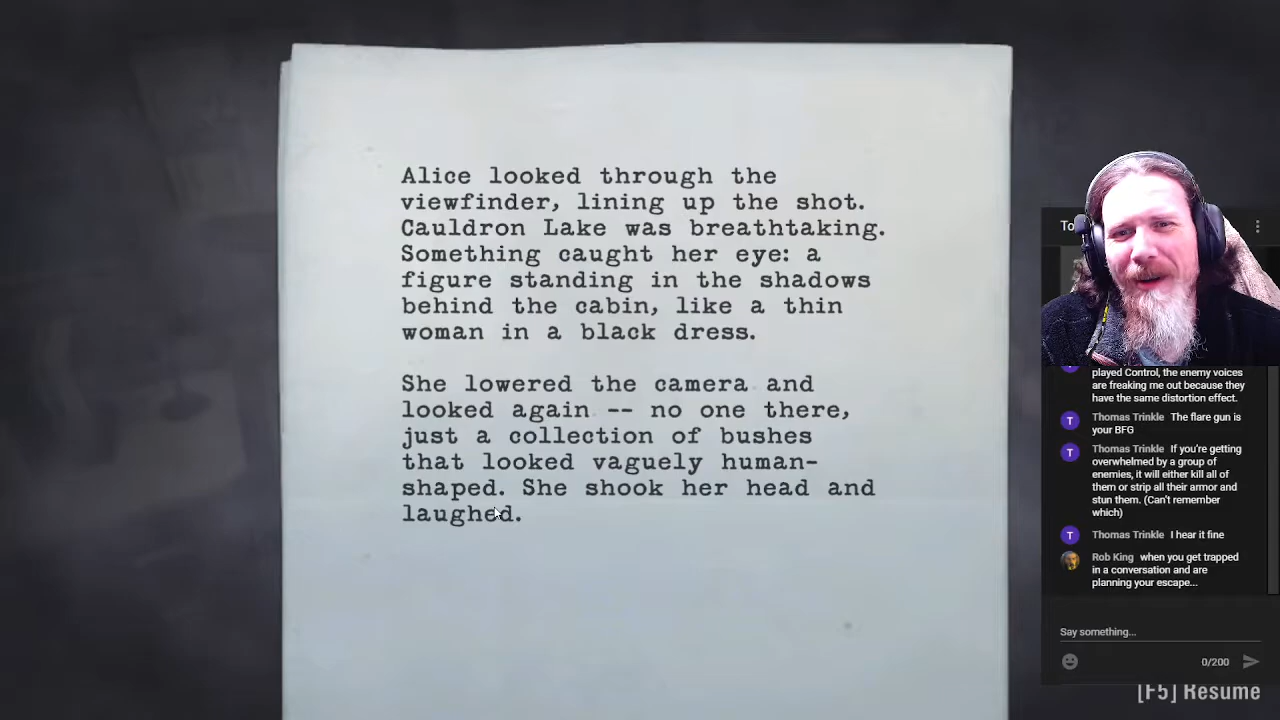 Alice looked through the
viewfinder, lining up the shot.
Cauldron Lake was breathtaking.
Something caught her eye: a
figure standing in the shadows
behind the cabin, like a thin
woman in a black dress.
She lowered the camera and
looked again -- no one there,
just a collection of bushes
that looked vaguely human-
shaped. She shook her head and
laughed.
To
played Control, the enemy voices
are freaking me out because they
have the same distortion effect.
T
Thomas Trinkle The flare gun is
your BFG
T
Thomas Trinkle If you're getting
overwhelmed by a group of
enemies, it will either kill all of
them or strip all their armor and
stun them. (Can't remember
which)
T
Thomas Trinkle I hear it fine
Rob King when you get trapped
in a conversation and are
planning your escape...
Say something...
0/200
[F5] Resume